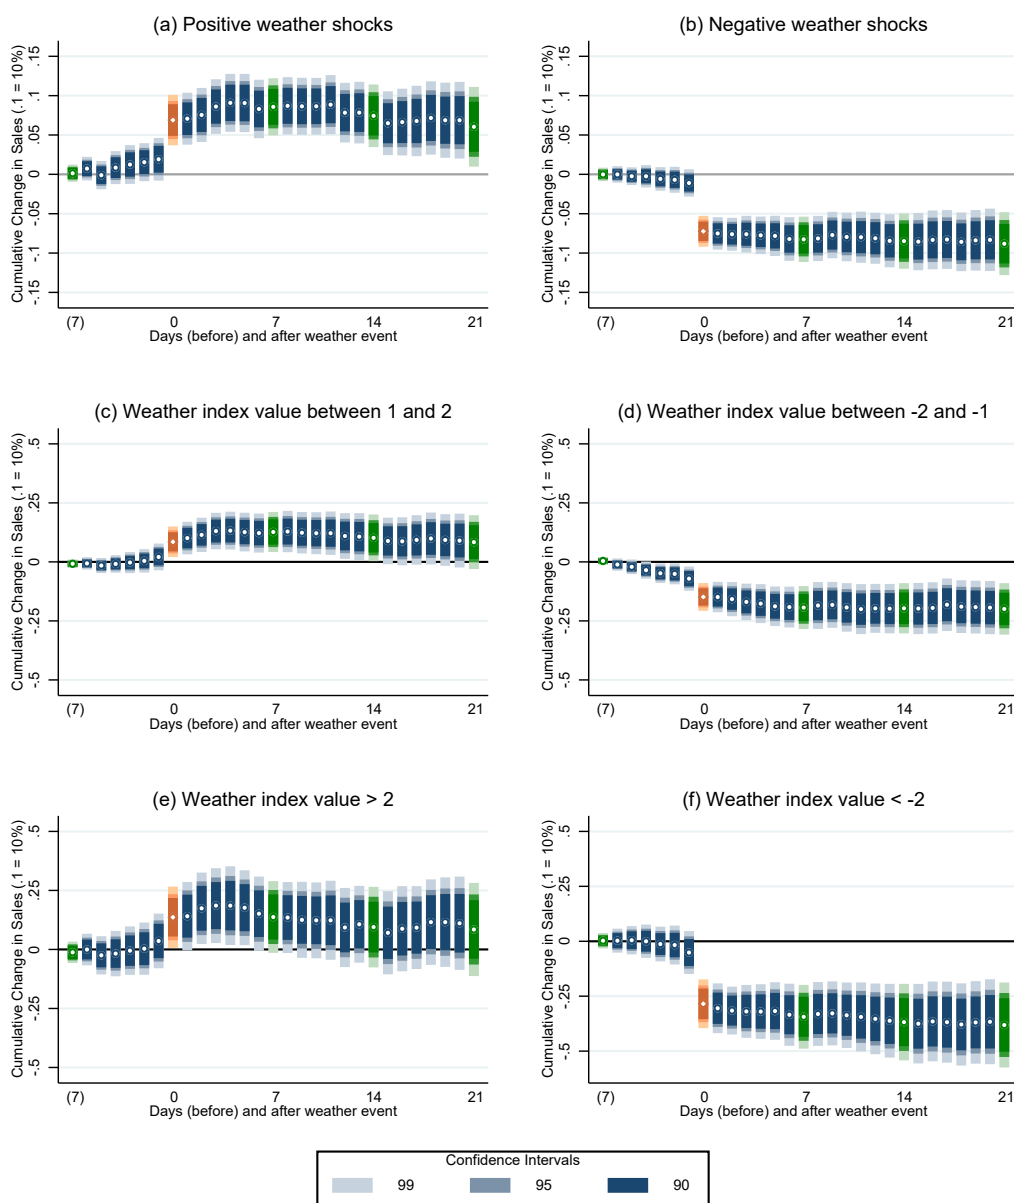 (a) Positive weather shocks
Cumulative Change in Sales (.1 = 10%)
.15
.1
.05
0
-.05
-.1
-.15
(7) 0 7 14 21
Days (before) and after weather event
(b) Negative weather shocks
Cumulative Change in Sales (.1 = 10%)
.15
.1
.05
0
-.05
-.1
-.15
(7) 0 7 14 21
Days (before) and after weather event
(c) Weather index value between 1 and 2
Cumulative Change in Sales (.1 = 10%)
.5
.25
0
-.25
-.5
(7) 0 7 14 21
Days (before) and after weather event
(d) Weather index value between -2 and -1
Cumulative Change in Sales (.1 = 10%)
.5
.25
0
-.25
-.5
(7) 0 7 14 21
Days (before) and after weather event
(e) Weather index value > 2
Cumulative Change in Sales (.1 = 10%)
.5
.25
0
-.25
-.5
(7) 0 7 14 21
Days (before) and after weather event
(f) Weather index value < -2
Cumulative Change in Sales (.1 = 10%)
.5
.25
0
-.25
-.5
(7) 0 7 14 21
Days (before) and after weather event
Confidence Intervals
99 95 90